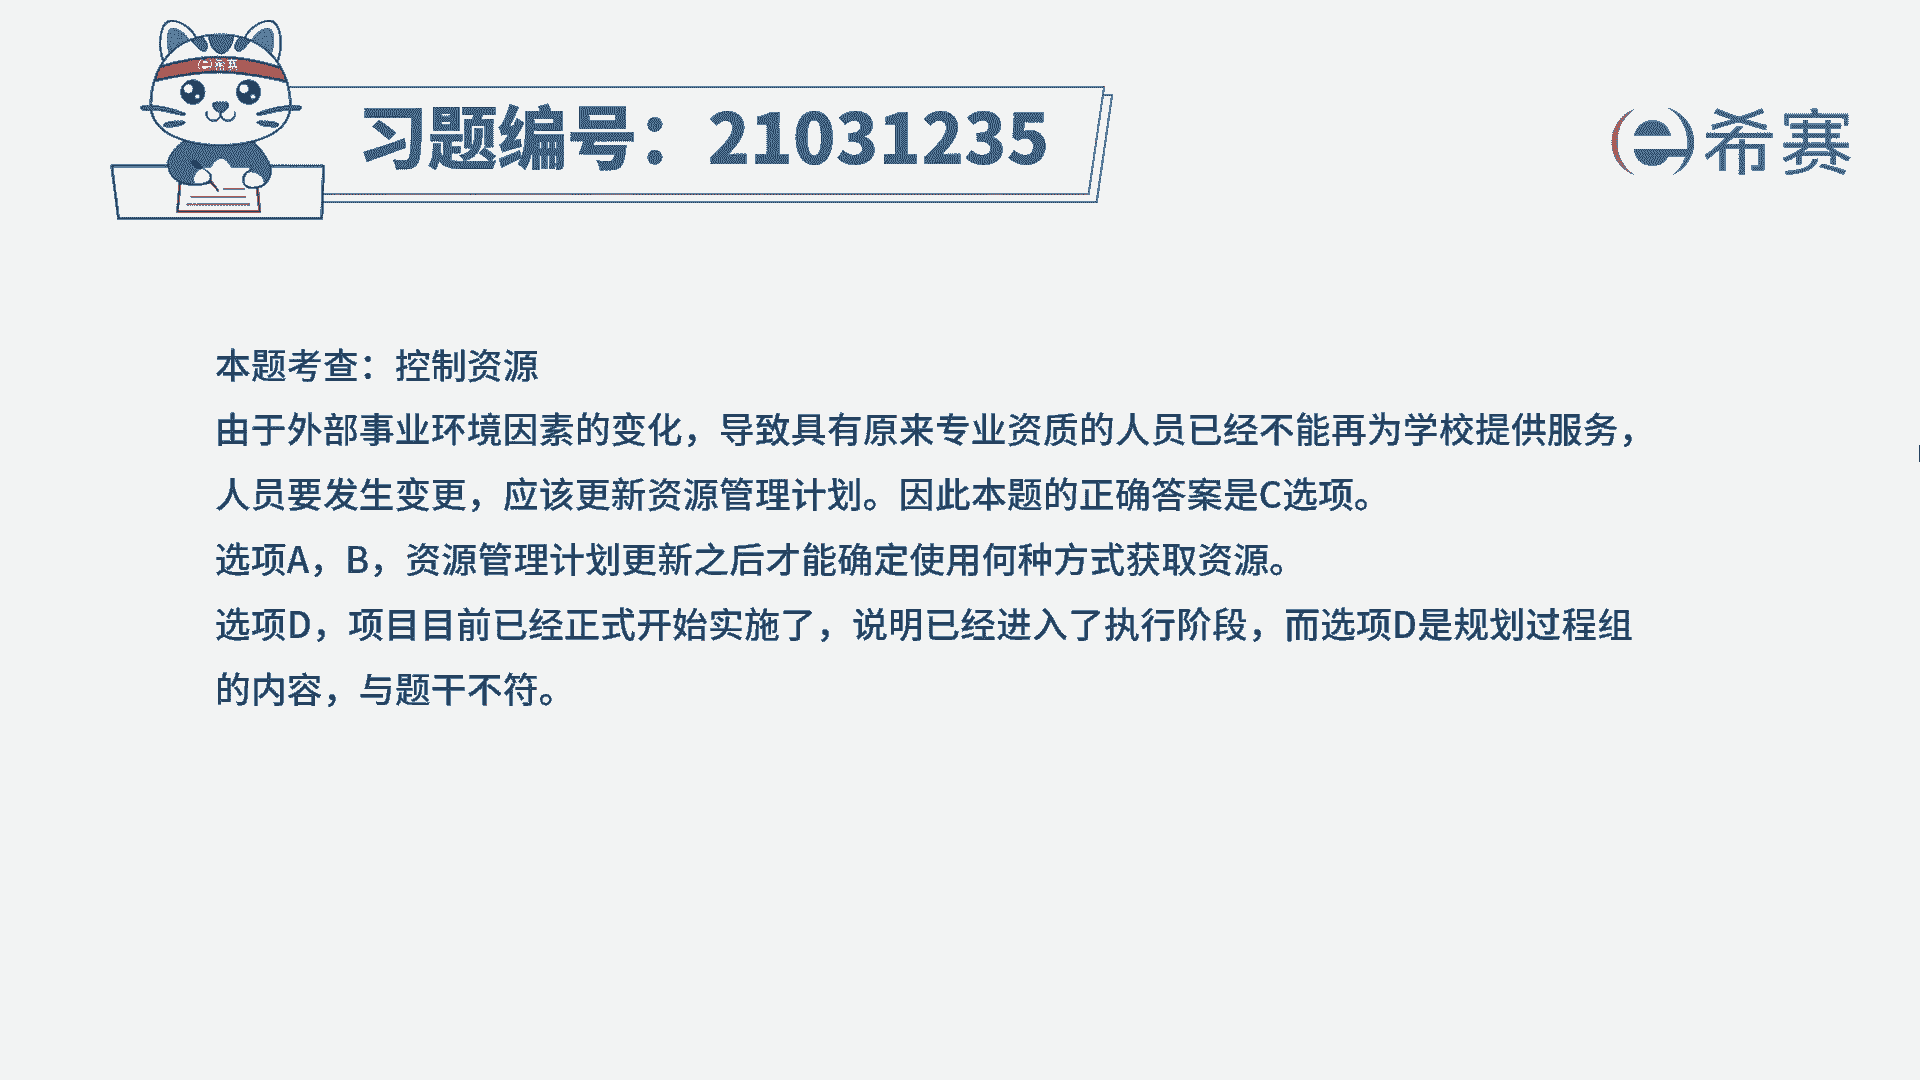 e希赛
习题编号：21031235
e希赛
本题考查：控制资源
由于外部事业环境因素的变化，导致具有原来专业资质的人员已经不能再为学校提供服务，
人员要发生变更，应该更新资源管理计划。因此本题的正确答案是C选项。
选项A，B，资源管理计划更新之后才能确定使用何种方式获取资源。
选项D，项目目前已经正式开始实施了，说明已经进入了执行阶段，而选项D是规划过程组
的内容，与题干不符。